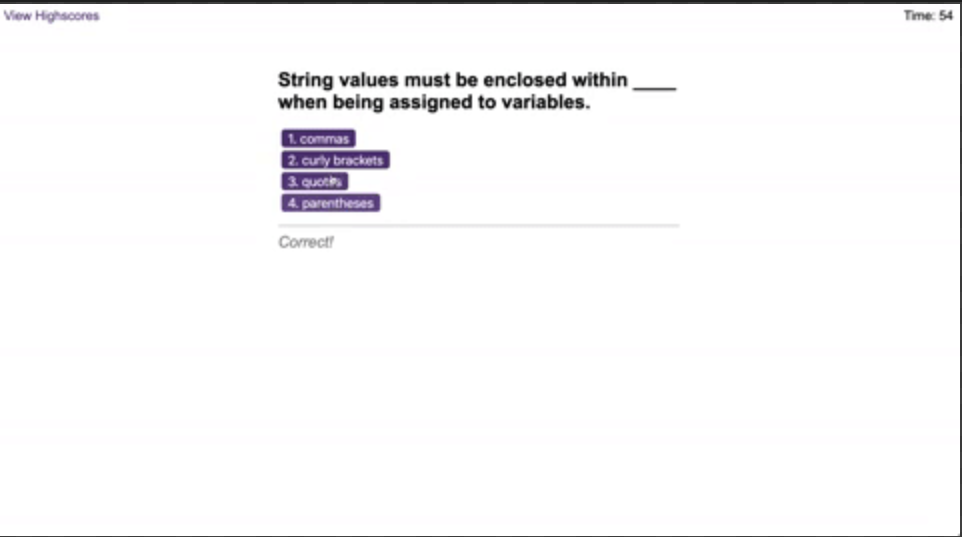 View Highscores
Time: 54
String values must be enclosed within ____
when being assigned to variables.
1. commas
2. curly brackets
3. quotes
4. parentheses
Correct!